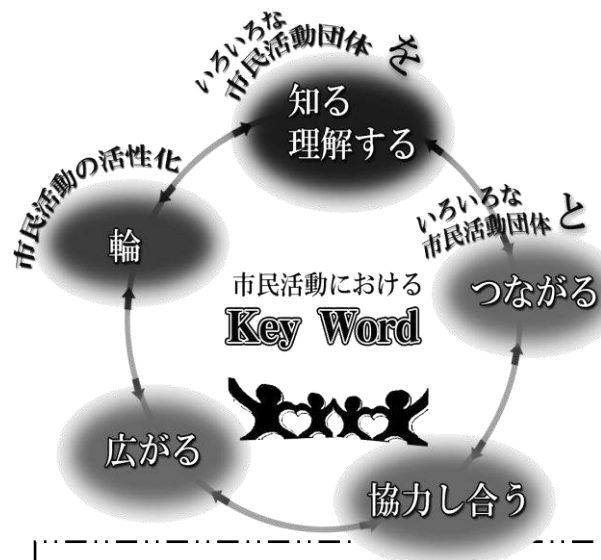 いろいろな
市民活動団体を
知る
理解する
いろいろな
市民活動団体と
つながる
協力し合う
広がる
市民活動の活性化
輪
市民活動における
Key Word